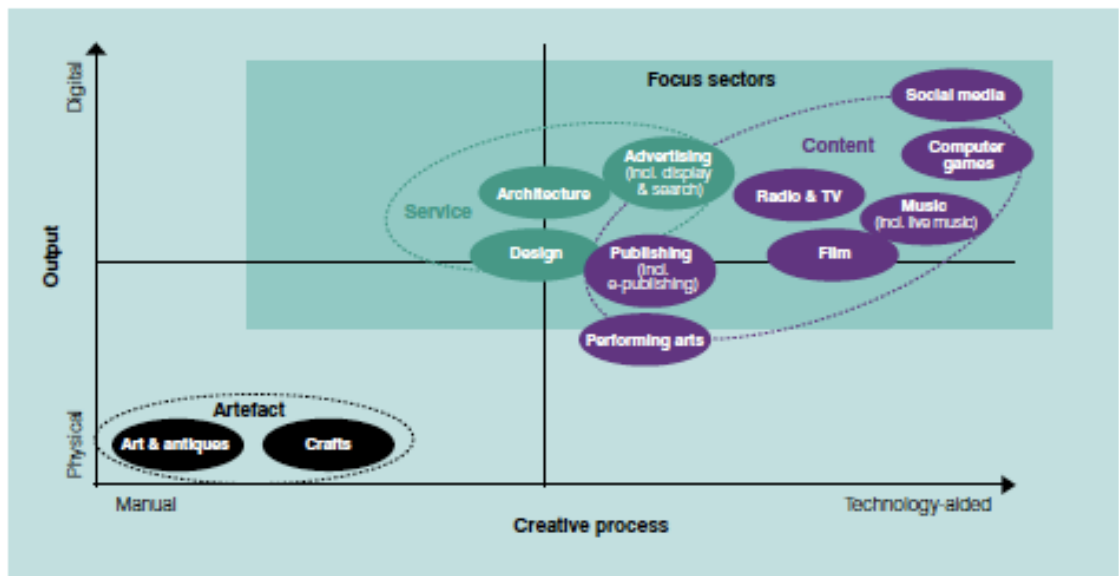 Digital
Focus sectors
Social media
Content
Computer
games
Advertising
(incl. display
& search)
Architecture
Radio & TV
Service
Music
(incl. live music)
Design
Publishing
(incl.
e-publishing)
Film
Output
Performing arts
Artefact
Art & antiques
Crafts
Physical
Manual
Technology-aided
Creative process